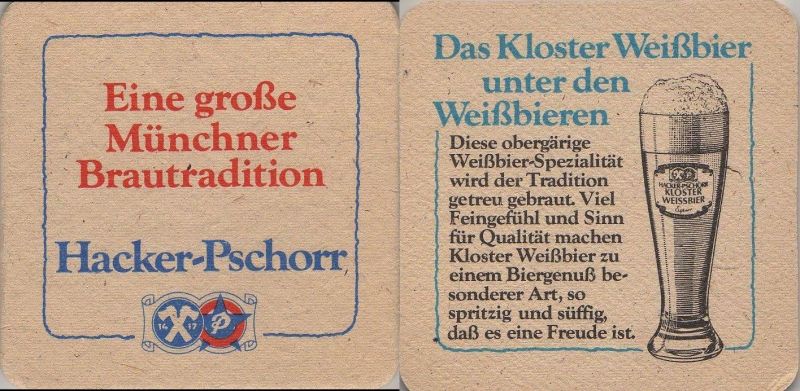 Eine große
Münchner
Brautradition
Hacker-Pschorr
14 17
Das Kloster Weißbier
unter den
Weißbieren
Diese obergärige
Weißbier-Spezialität
wird der Tradition
getreu gebraut. Viel
Feingefühl und Sinn
für Qualität machen
Kloster Weißbier zu
einem Biergenuß be-
sonderer Art, so
spritzig und süffig,
daß es eine Freude ist.
HACKER-PSCHORR
KLOSTER
WEISSBIER